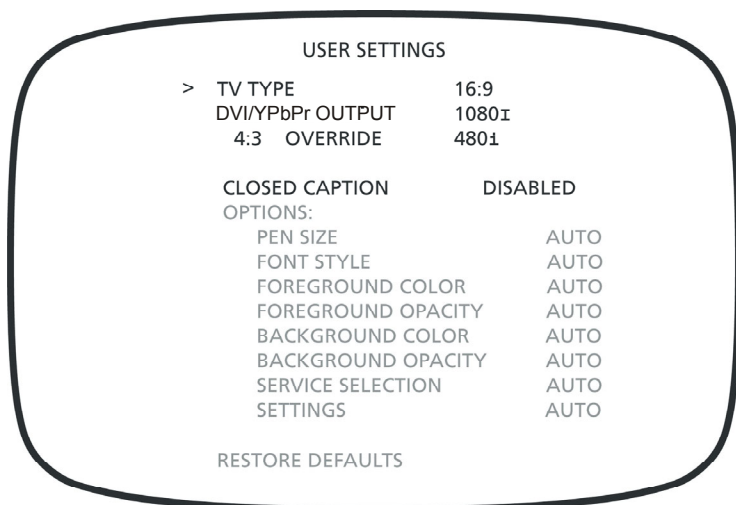 USER SETTINGS
> TV TYPE 16:9
DVI/YPbPr OUTPUT 1080I
4:3 OVERRIDE 480i
CLOSED CAPTION DISABLED
OPTIONS:
PEN SIZE AUTO
FONT STYLE AUTO
FOREGROUND COLOR AUTO
FOREGROUND OPACITY AUTO
BACKGROUND COLOR AUTO
BACKGROUND OPACITY AUTO
SERVICE SELECTION AUTO
SETTINGS AUTO
RESTORE DEFAULTS